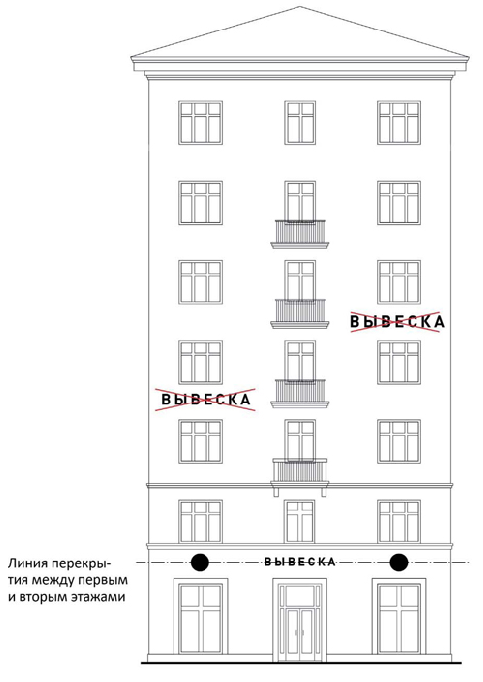 ВЫВЕСКА
ВЫВЕСКА
Линия перекры-
тия между первым
и вторым этажами
ВЫВЕСКА